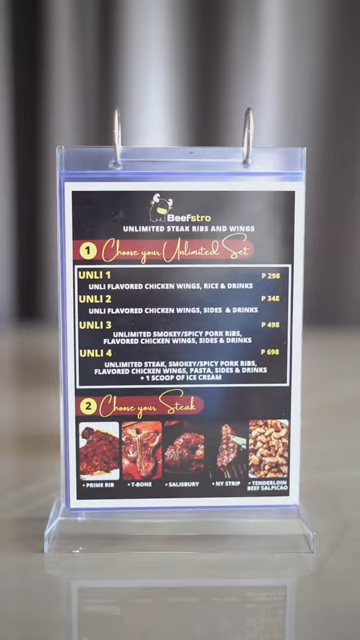 Beefstro
UNLIMITED STEAK RIBS AND WINGS
1 Choose your Unlimited Set
UNLI 1 P 298
UNLI FLAVORED CHICKEN WINGS, RICE & DRINKS
UNLI 2 P 348
UNLI FLAVORED CHICKEN WINGS, SIDES & DRINKS
UNLI 3 P 498
UNLIMITED SMOKEY/SPICY PORK RIBS,
FLAVORED CHICKEN WINGS, SIDES & DRINKS
UNLI 4 P 698
UNLIMITED STEAK, SMOKEY/SPICY PORK RIBS,
FLAVORED CHICKEN WINGS, PASTA, SIDES & DRINKS
+ 1 SCOOP OF ICE CREAM
2 Choose your Steak
• PRIME RIB • T-BONE • SALISBURY • NY STRIP • TENDERLOIN
BEEF SALPICAO